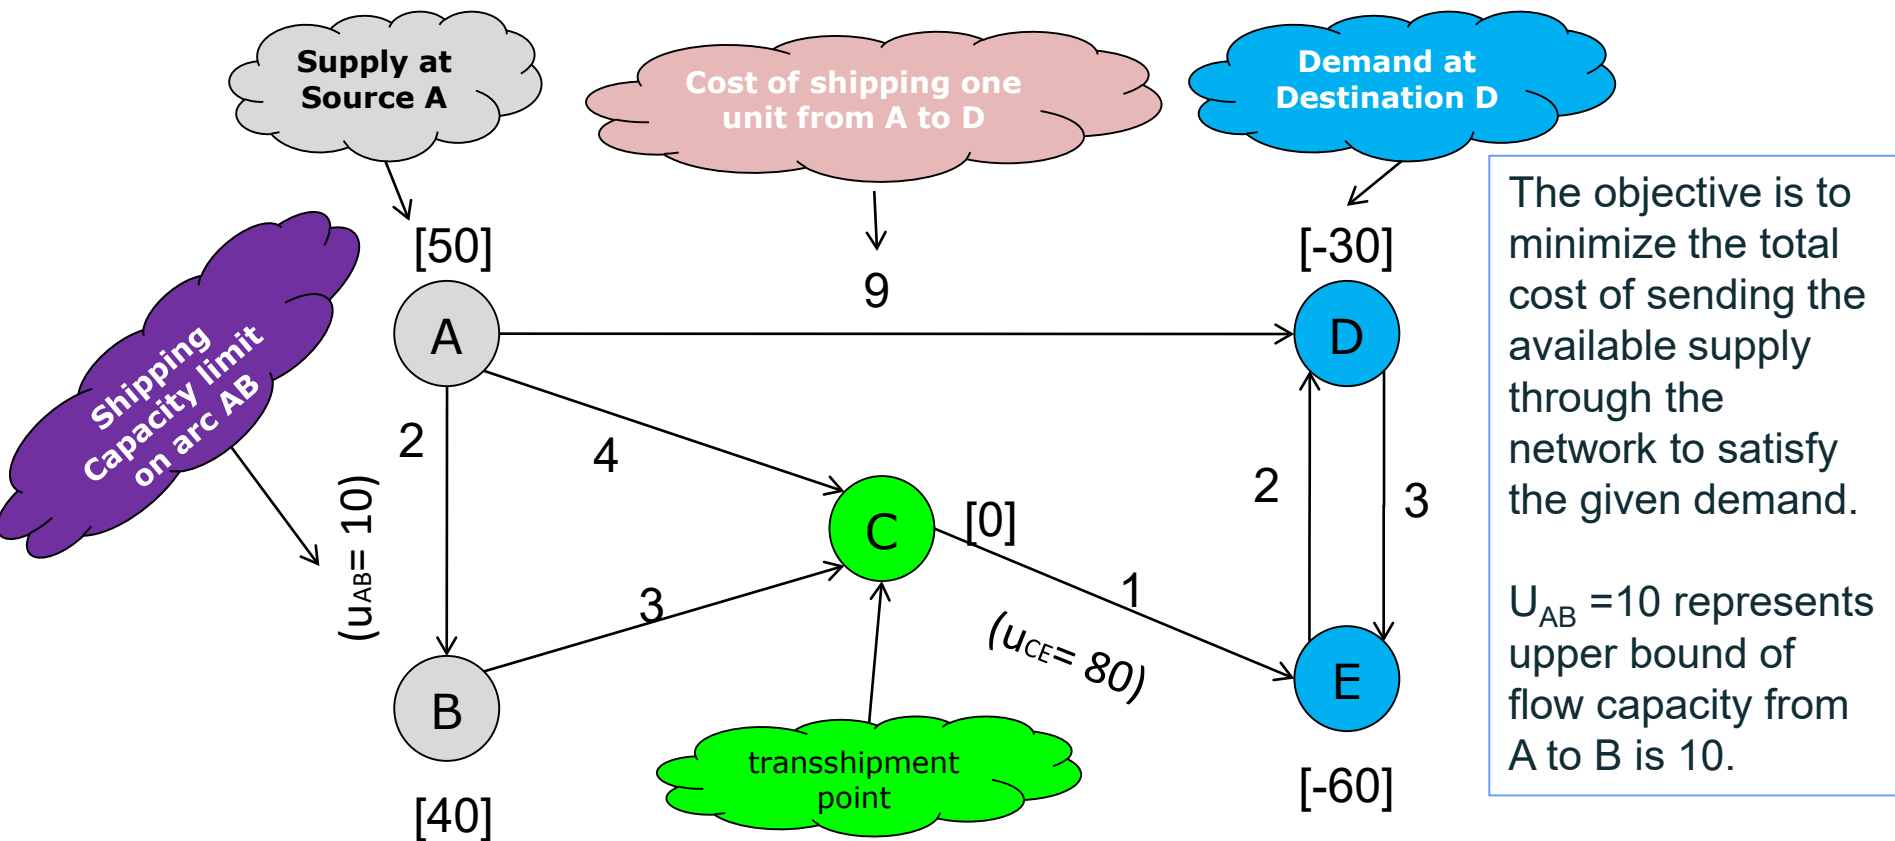 Supply at
Source A
Cost of shipping one
unit from A to D
Demand at
Destination D
Shipping
Capacity limit
on arc AB
[50]
9
[-30]
A
D
2
4
(uAB= 10)
C
[0]
2
3
3
1
(uCE= 80)
B
E
[40]
[-60]
transshipment
point
The objective is to
minimize the total
cost of sending the
available supply
through the
network to satisfy
the given demand.
UAB =10 represents
upper bound of
flow capacity from
A to B is 10.